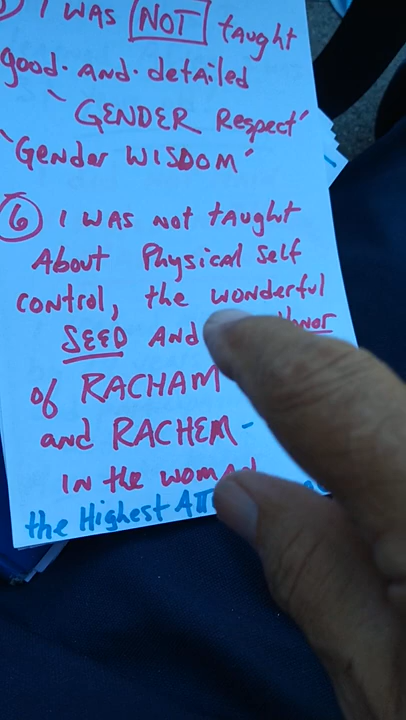 I WAS NOT taught
good. AND. detailed
"GENDER Respect"
"Gender WISDOM"
6 I WAS not taught
About Physical Self
control, the wonderful
SEED AND
of RACHAM
and RACHEM-
IN the WOMAN
the Highest